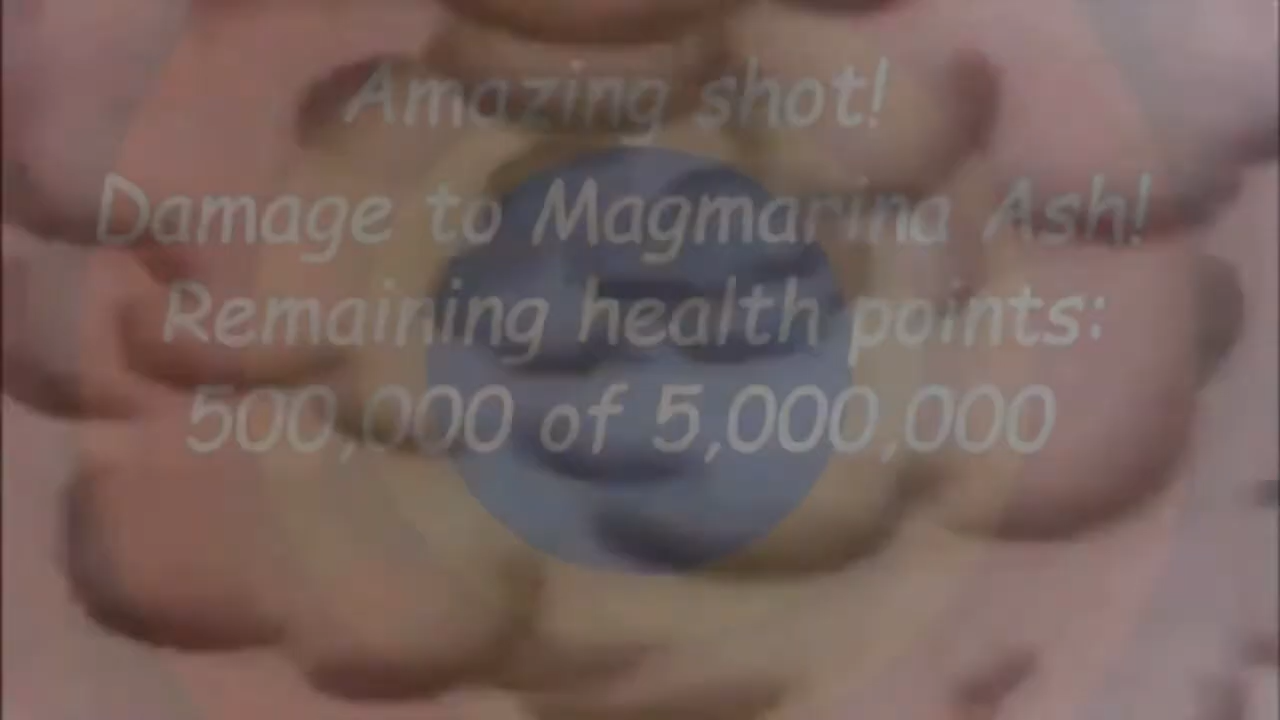 Amazing shot!
Damage to Magmarina Ash!
Remaining health points:
500,000 of 5,000,000